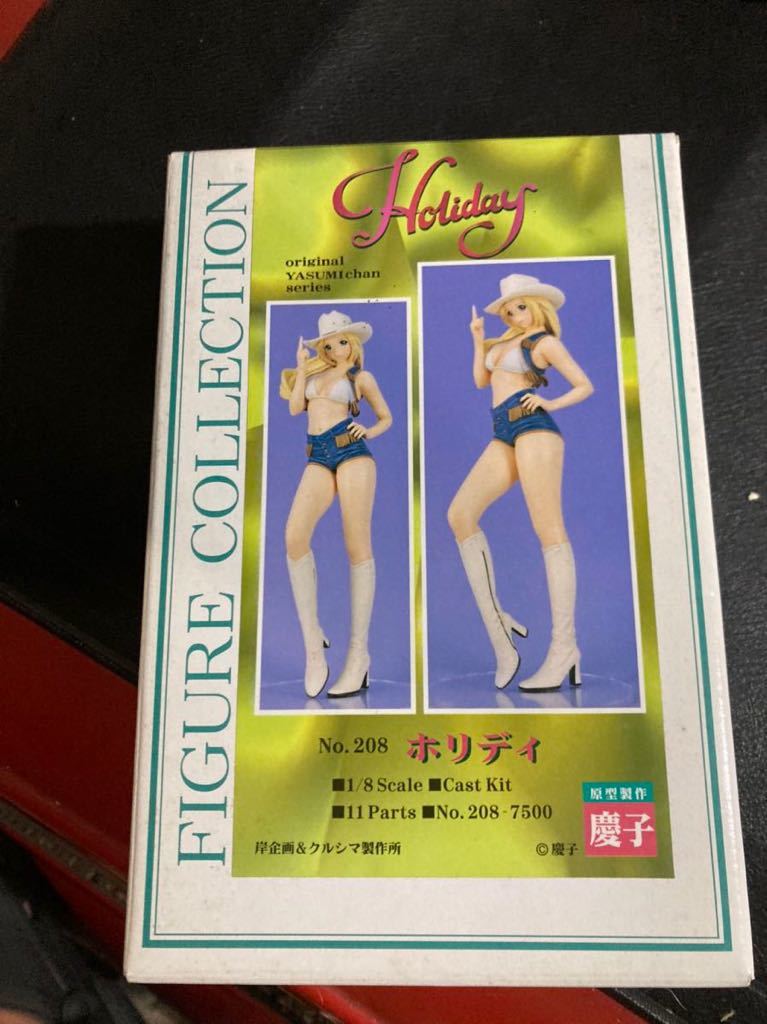 FIGURE COLLECTION
Holiday
original
YASUMIchan
series
No. 208 ホリディ
■1/8 Scale ■Cast Kit
■11 Parts ■No. 208-7500
原型製作
慶子
岸企画&クルシマ製作所
©慶子